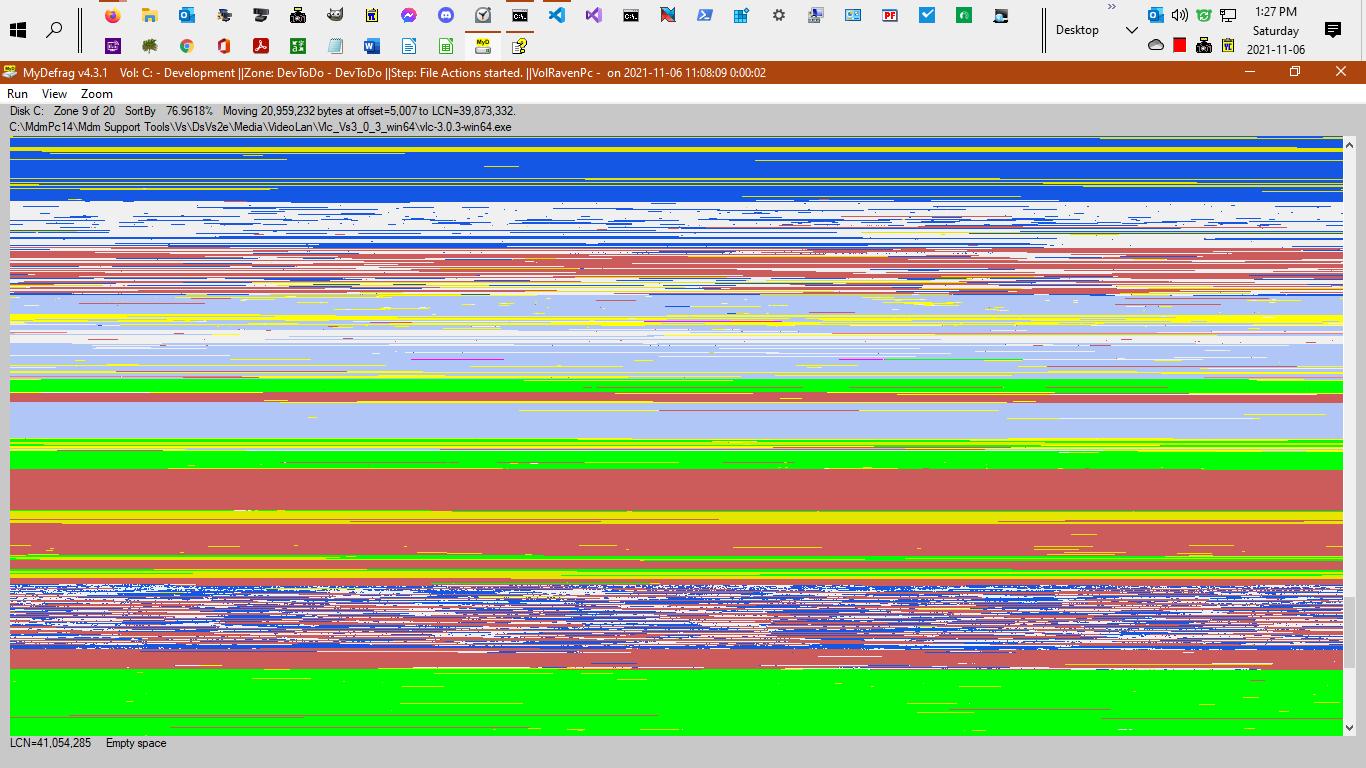 »
Desktop
1:27 PM
Saturday
2021-11-06
MyDefrag v4.3.1 Vol: C: - Development ||Zone: DevToDo - DevToDo ||Step: File Actions started. ||VolRavenPc - on 2021-11-06 11:08:09 0:00:02
Run View Zoom
Disk C: Zone 9 of 20 SortBy 76.9618% Moving 20,959,232 bytes at offset=5,007 to LCN=39,873,332.
C:\MdmPc14\Mdm Support Tools\Vs\DsVs2e\Media\VideoLan\Vlc_Vs3_0_3_win64\vlc-3.0.3-win64.exe
LCN=41,054,285 Empty space